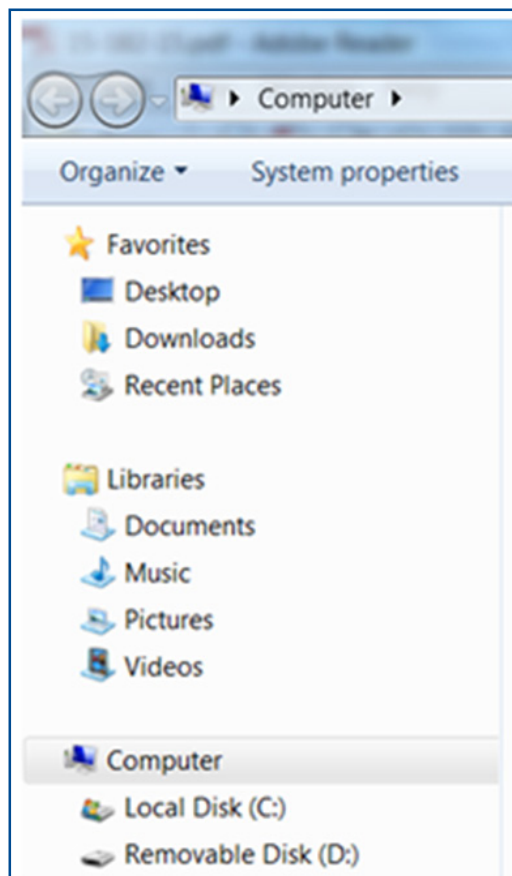 Computer
Organize System properties
Favorites
Desktop
Downloads
Recent Places
Libraries
Documents
Music
Pictures
Videos
Computer
Local Disk (C:)
Removable Disk (D:)